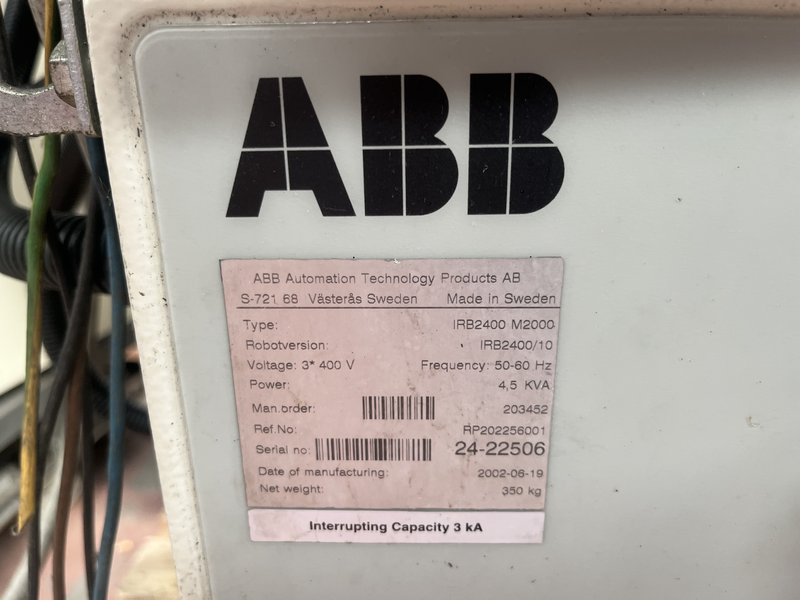 ABB
ABB Automation Technology Products AB
S-721 68 Västerås Sweden Made in Sweden
Type: IRB2400 M2000
Robotversion: IRB2400/10
Voltage: 3* 400 V Frequency: 50-60 Hz
Power: 4,5 KVA
Man.order: 203452
Ref.No: RP202256001
Serial no: 24-22506
Date of manufacturing: 2002-06-19
Net weight: 350 kg
Interrupting Capacity 3 kA